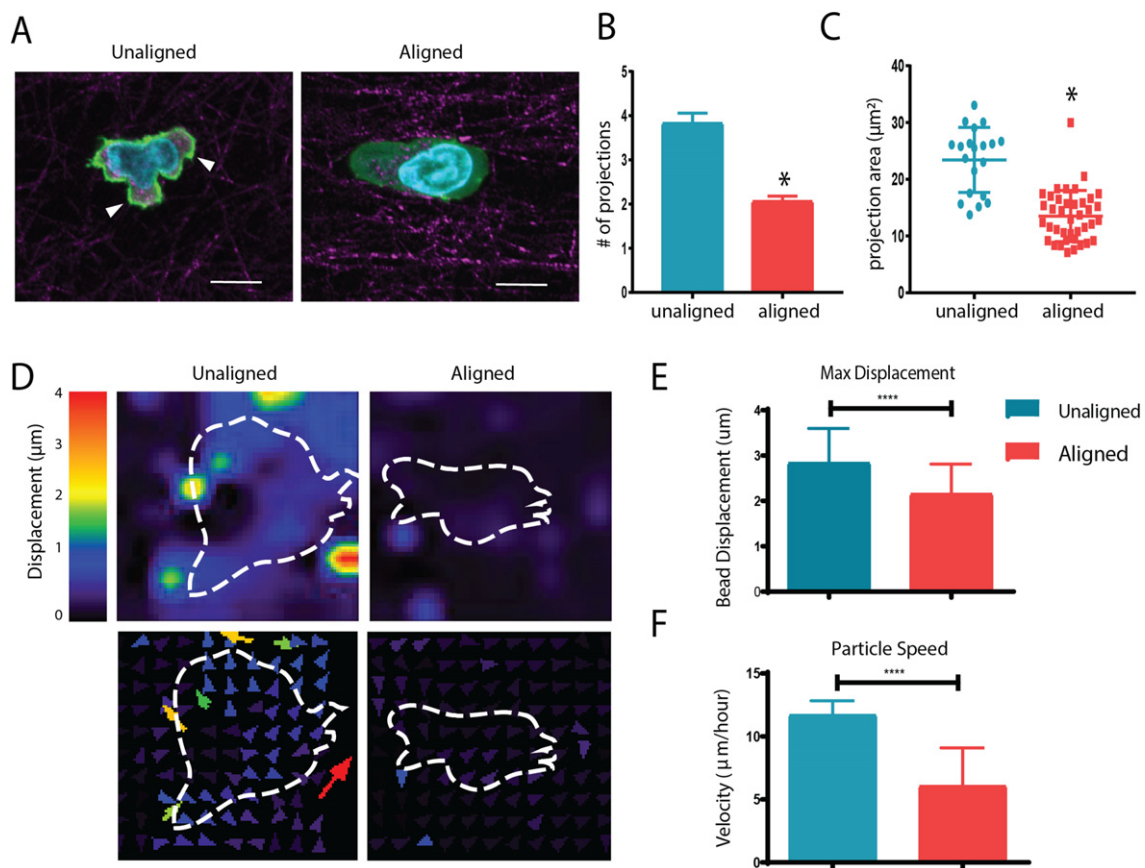 A
Unaligned
Aligned
B
# of projections
5
4
3
2
1
0
*
unaligned
aligned
C
projection area (µm²)
40
30
20
10
0
*
unaligned
aligned
D
Unaligned
Aligned
Displacement (µm)
4
3
2
1
0
E
Max Displacement
Bead Displacement (um)
4
3
2
1
0
****
Unaligned
Aligned
F
Particle Speed
Velocity (µm/hour)
15
10
5
0
****